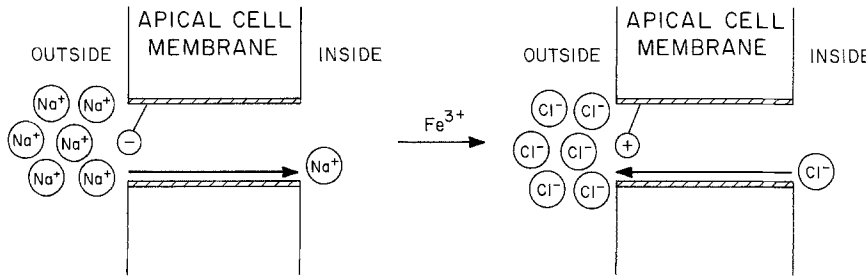 APICAL CELL
MEMBRANE
OUTSIDE
INSIDE
Na⁺ Na⁺
Na⁺ Na⁺
Na⁺ Na⁺
−
Na⁺
Fe³⁺
APICAL CELL
MEMBRANE
OUTSIDE
INSIDE
Cl⁻ Cl⁻
Cl⁻ Cl⁻
Cl⁻ Cl⁻
+
Cl⁻